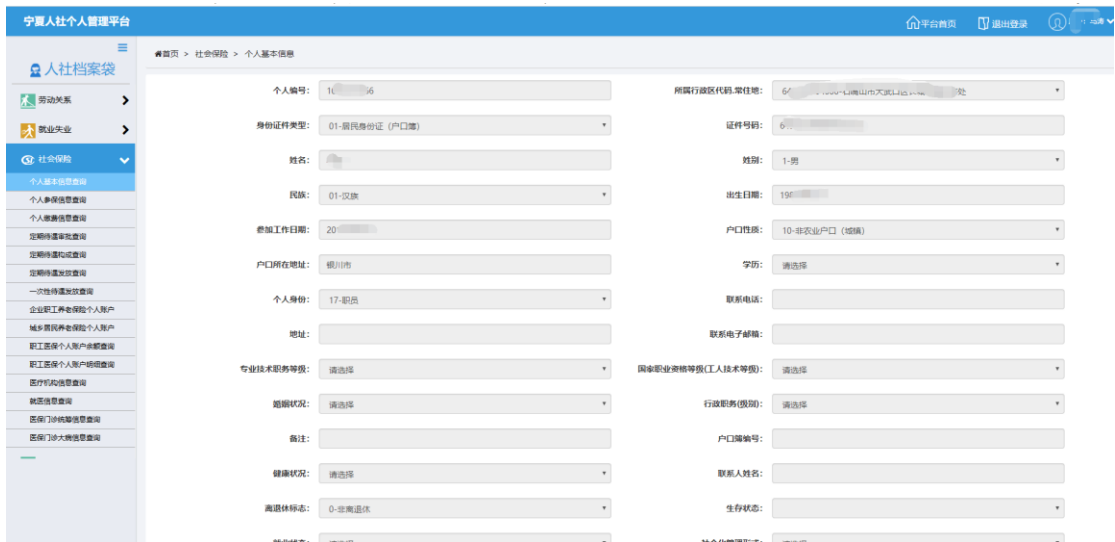 宁夏人社个人管理平台
平台首页 退出登录
人社档案袋
首页 > 社会保险 > 个人基本信息
劳动关系
就业失业
社会保险
个人基本信息查询
个人参保信息查询
个人缴费信息查询
定期待遇审批查询
定期待遇构成查询
定期待遇发放查询
一次性待遇发放查询
企业职工养老保险个人账户
城乡居民养老保险个人账户
职工医保个人账户余额查询
职工医保个人账户明细查询
医疗机构信息查询
就医信息查询
医保门诊统筹信息查询
医保门诊大病信息查询
个人编号:
所属行政区代码.常住地:
身份证件类型: 01-居民身份证（户口簿）
证件号码:
姓名:
性别: 1-男
民族: 01-汉族
出生日期: 19
参加工作日期: 20
户口性质: 10-非农业户口（城镇）
户口所在地址: 银川市
学历: 请选择
个人身份: 17-职员
联系电话:
地址:
联系电子邮箱:
专业技术职务等级: 请选择
国家职业资格等级(工人技术等级): 请选择
婚姻状况: 请选择
行政职务(级别): 请选择
备注:
户口簿编号:
健康状况: 请选择
联系人姓名:
离退休标志: 0-非离退休
生存状态: